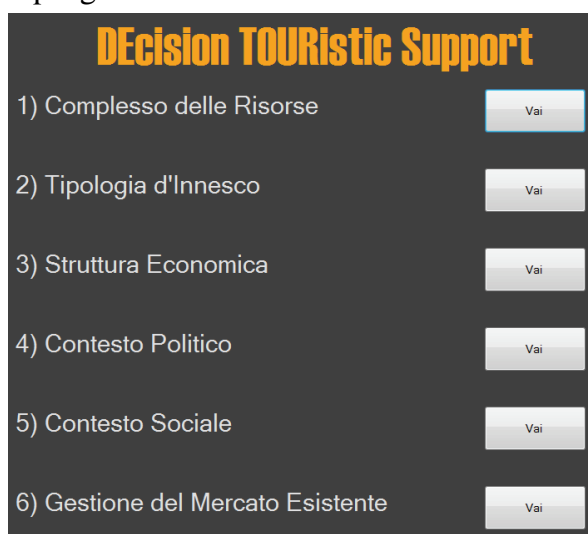 DEcision TOURistic Support
1) Complesso delle Risorse
Vai
2) Tipologia d'Innesco
Vai
3) Struttura Economica
Vai
4) Contesto Politico
Vai
5) Contesto Sociale
Vai
6) Gestione del Mercato Esistente
Vai